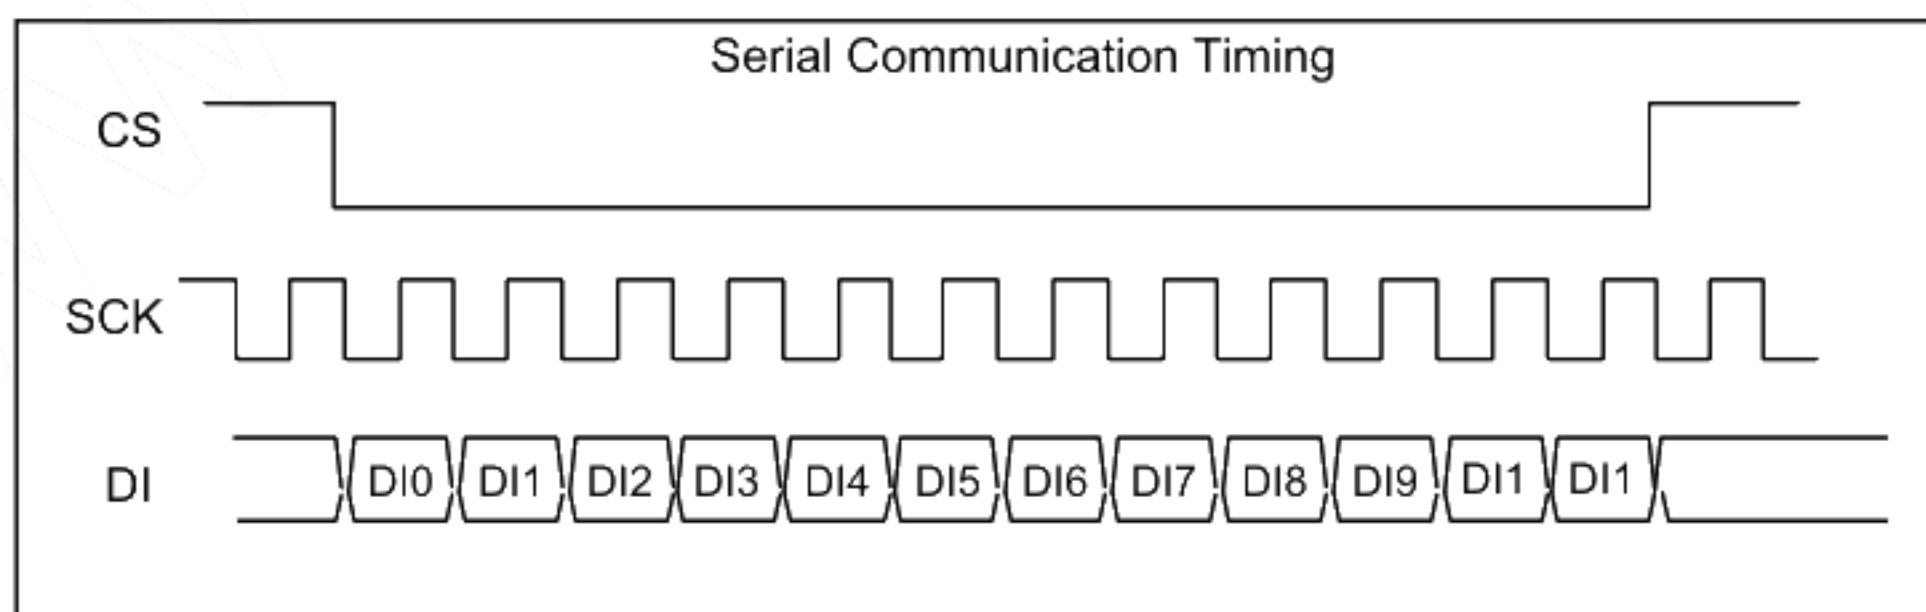 Serial Communication Timing
CS
SCK
DI DI0 DI1 DI2 DI3 DI4 DI5 DI6 DI7 DI8 DI9 DI1 DI1